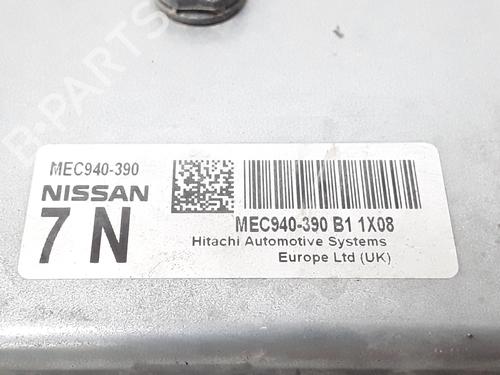 MEC940-390
NISSAN
7 N
MEC940-390 B1 1X08
Hitachi Automotive Systems
Europe Ltd (UK)
B-PARTS